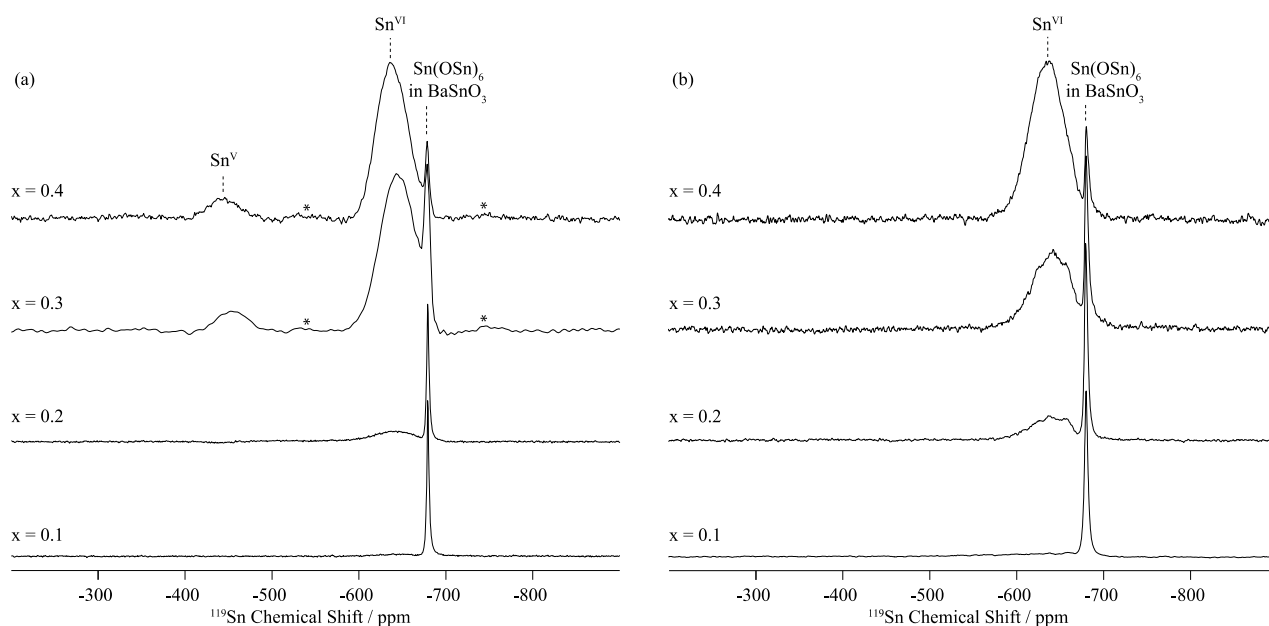 (a)
Sn^VI
Sn(OSn)₆
in BaSnO₃
Sn^V
x = 0.4
*
*
x = 0.3
*
*
x = 0.2
x = 0.1
-300 -400 -500 -600 -700 -800
¹¹⁹Sn Chemical Shift / ppm
(b)
Sn^VI
Sn(OSn)₆
in BaSnO₃
x = 0.4
x = 0.3
x = 0.2
x = 0.1
-300 -400 -500 -600 -700 -800
¹¹⁹Sn Chemical Shift / ppm